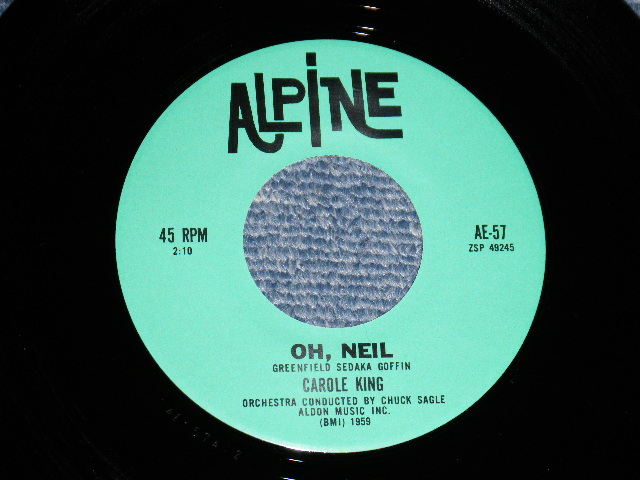 ALPINE
45 RPM
2:10
AE-57
ZSP 49245
OH, NEIL
GREENFIELD SEDAKA GOFFIN
CAROLE KING
ORCHESTRA CONDUCTED BY CHUCK SAGLE
ALDON MUSIC INC.
(BMI) 1959